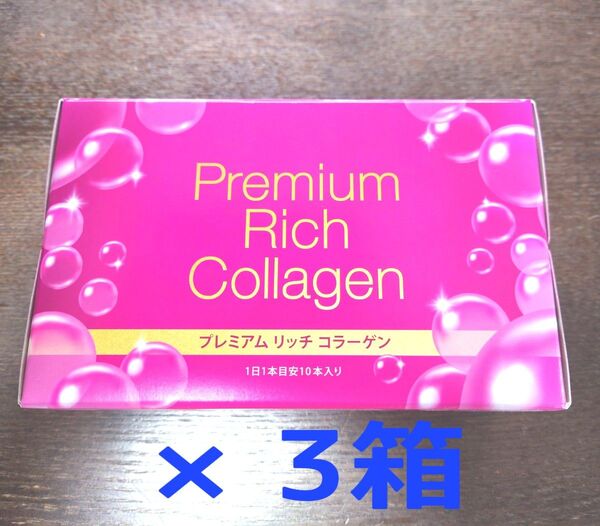 Premium
Rich
Collagen
プレミアム リッチ コラーゲン
1日1本目安10本入り
× 3箱